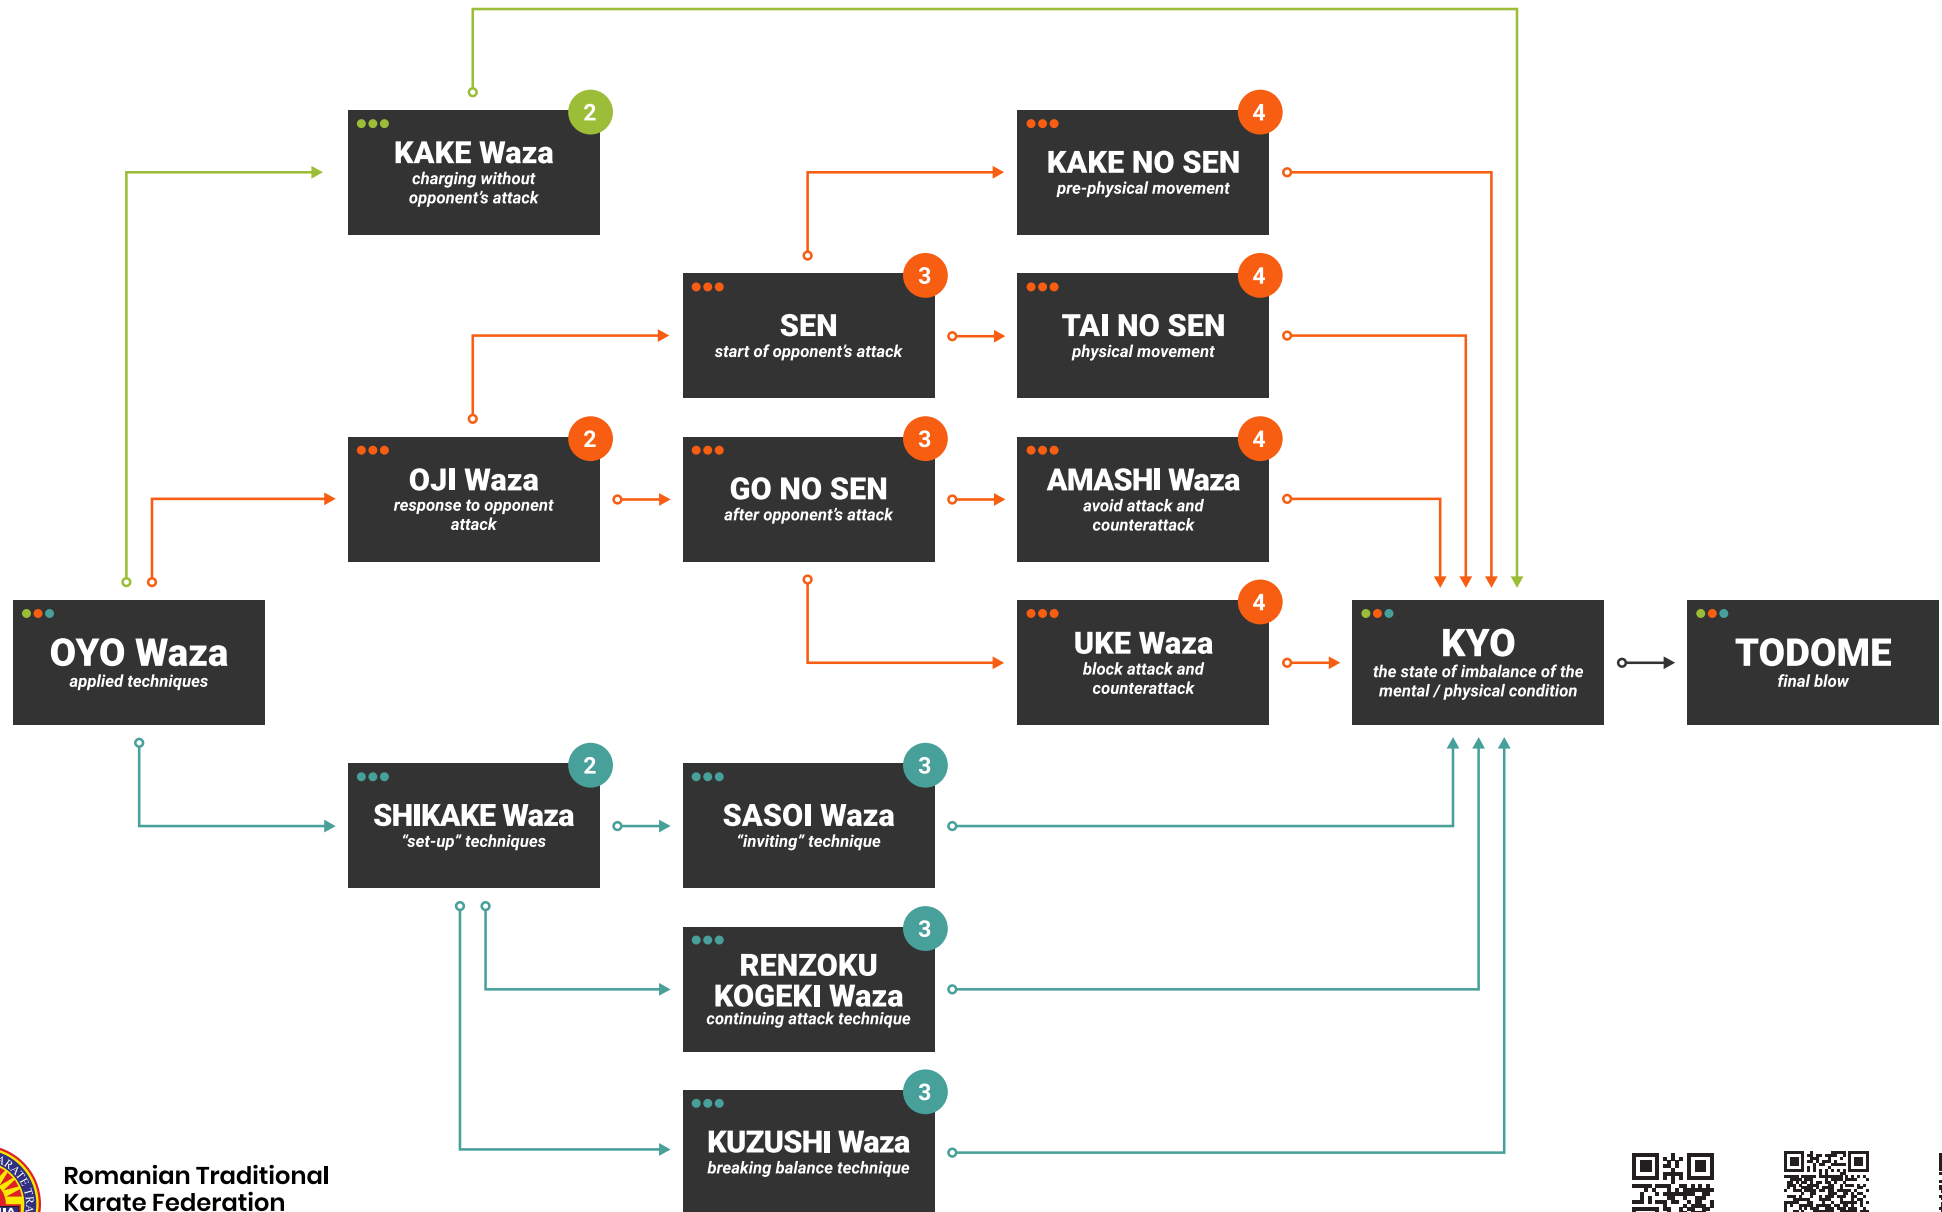 2
KAKE Waza
charging without
opponent's attack
4
KAKE NO SEN
pre-physical movement
3
SEN
start of opponent's attack
4
TAI NO SEN
physical movement
2
OJI Waza
response to opponent
attack
3
GO NO SEN
after opponent's attack
4
AMASHI Waza
avoid attack and
counterattack
OYO Waza
applied techniques
4
UKE Waza
block attack and
counterattack
KYO
the state of imbalance of the
mental / physical condition
TODOME
final blow
2
SHIKAKE Waza
“set-up” techniques
3
SASOI Waza
“inviting” technique
3
RENZOKU
KOGEKI Waza
continuing attack technique
3
KUZUSHI Waza
breaking balance technique
Romanian Traditional
Karate Federation